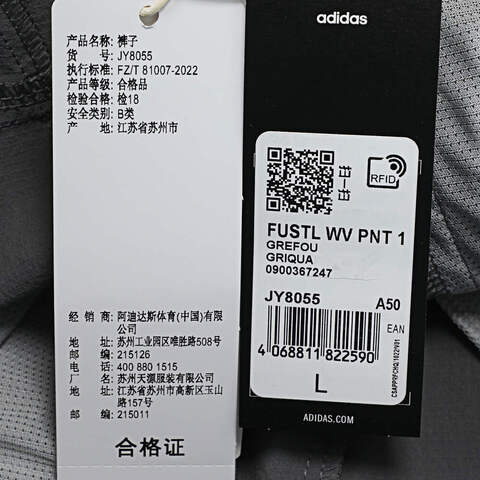 产品名称: 裤子
货 号: JY8055
执行标准: FZ/T 81007-2022
产品等级: 合格品
检验合格: 检18
安全类别: B类
产 地: 江苏省苏州市
经 销 商: 阿迪达斯体育(中国)有限
公司
地 址: 苏州工业园区唯胜路508号
邮 编: 215126
电 话: 400 880 1515
厂 名: 苏州天源服装有限公司
地 址: 江苏省苏州市高新区玉山
路157号
邮 编: 215011
合格证
adidas
RFID
FUSTL WV PNT 1
GREFOU
GRIQUA
0900367247
JY8055 A50
EAN
4 068811 822590
L
ADIDAS.COM